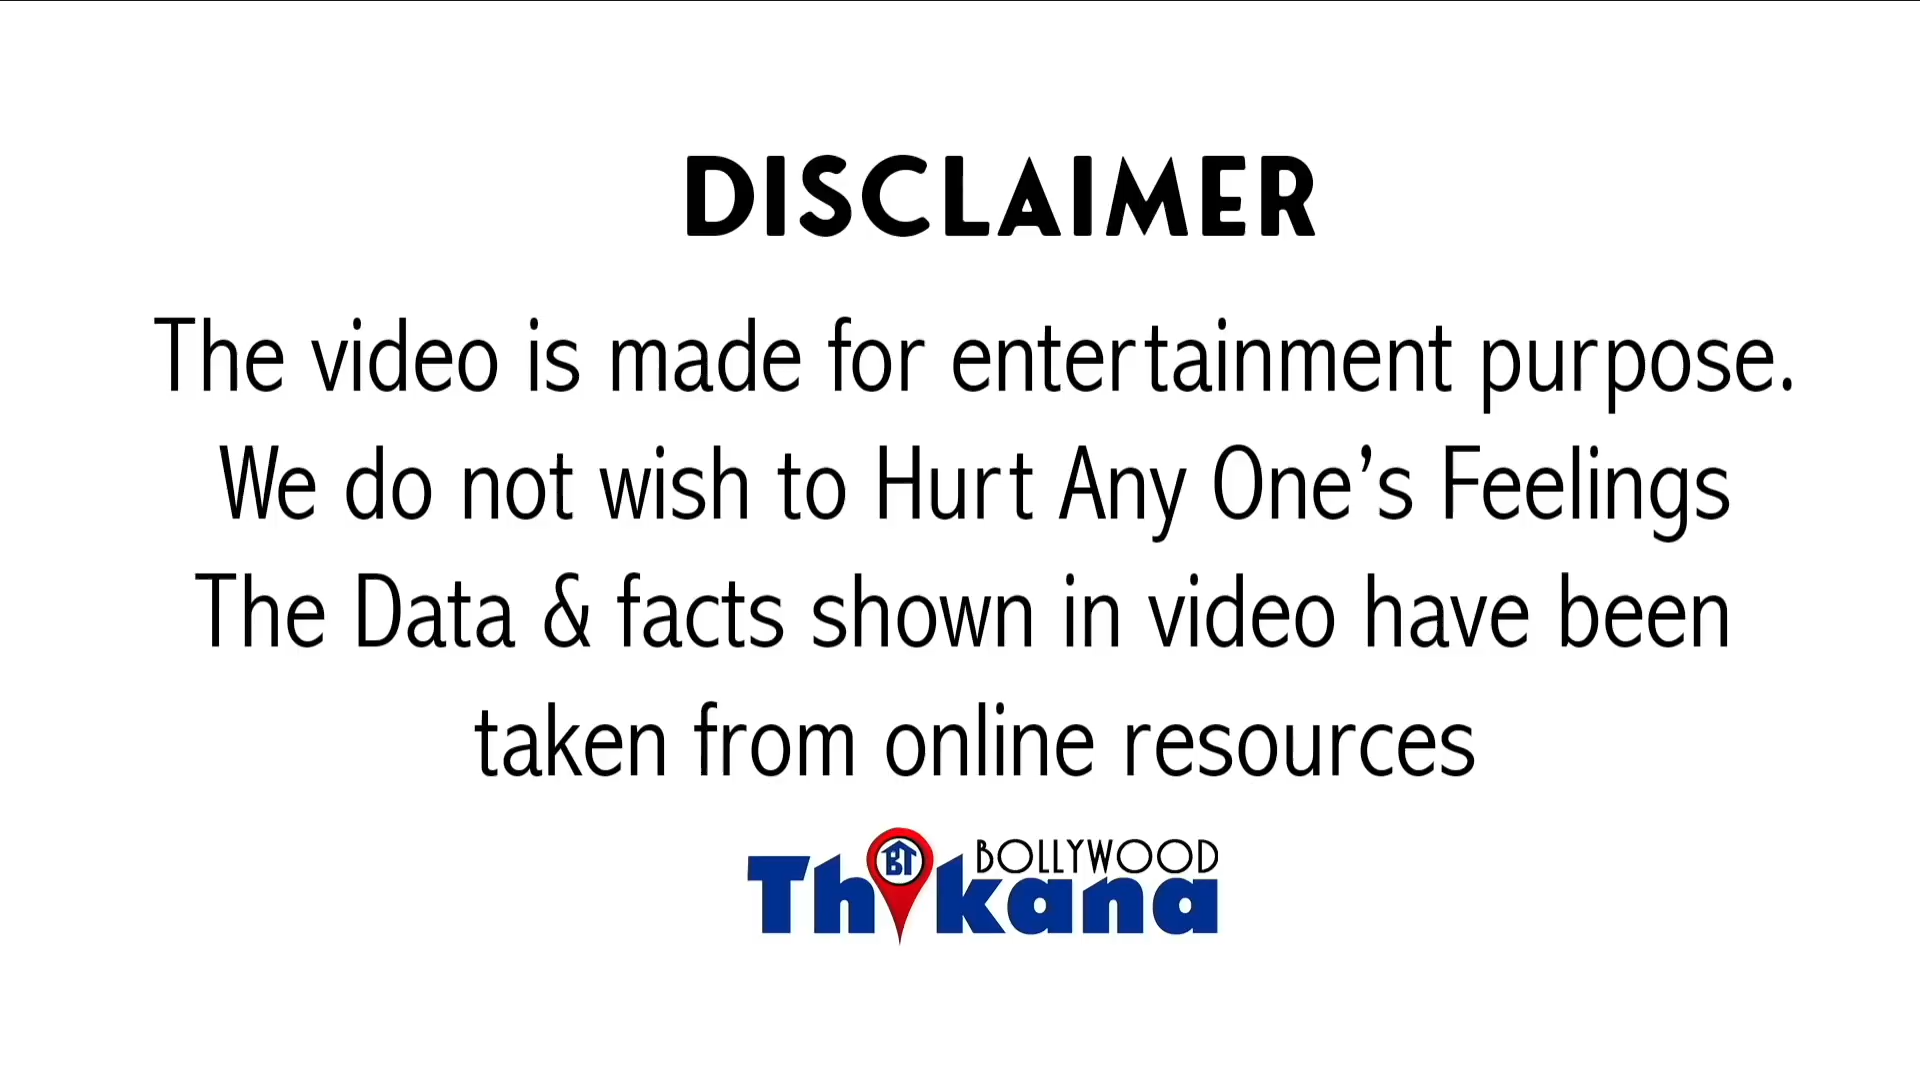 DISCLAIMER
The video is made for entertainment purpose.
We do not wish to Hurt Any One’s Feelings
The Data & facts shown in video have been
taken from online resources
BT
BOLLYWOOD
Thikana